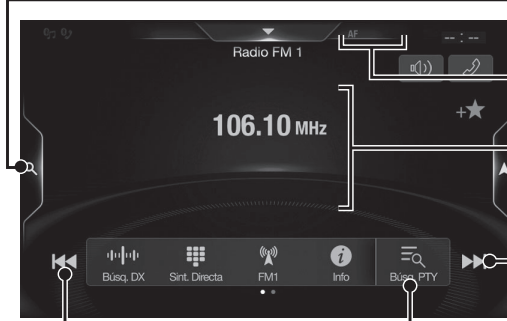 AF
-- : --
Radio FM 1
106.10 MHz
Búsq. DX
Sint. Directa
FM1
Info
Búsq. PTY